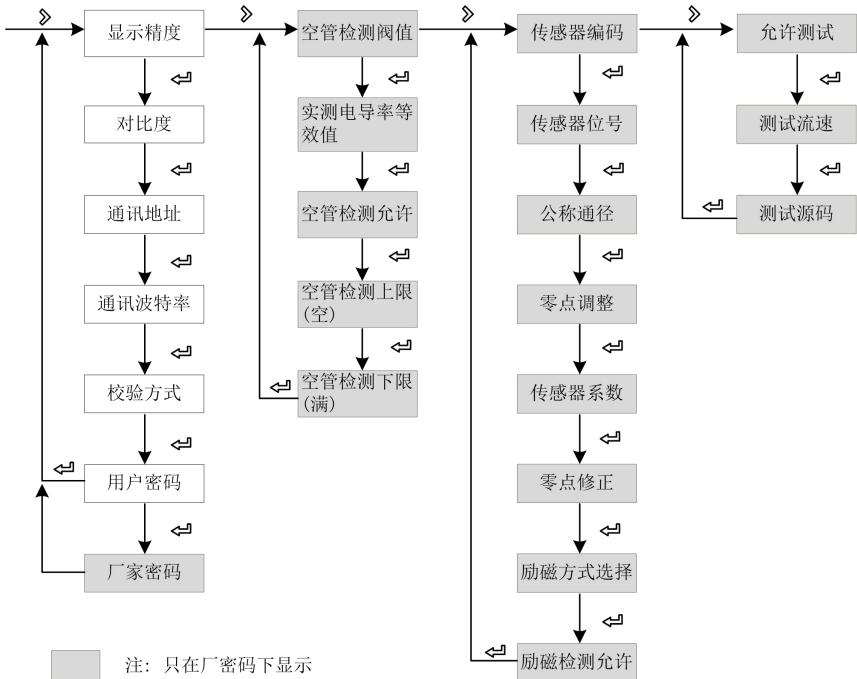 显示精度
对比度
通讯地址
通讯波特率
校验方式
用户密码
厂家密码
空管检测阀值
实测电导率等
效值
空管检测允许
空管检测上限
(空)
空管检测下限
(满)
传感器编码
传感器位号
公称通径
零点调整
传感器系数
零点修正
励磁方式选择
励磁检测允许
允许测试
测试流速
测试源码
注: 只在厂密码下显示